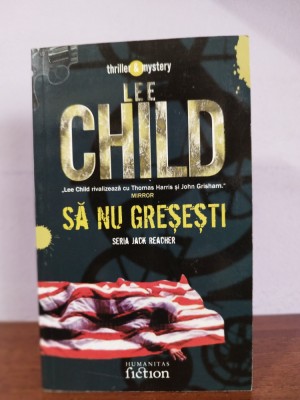 thriller & mystery
LEE
CHILD
„Lee Child rivalizează cu Thomas Harris și John Grisham.”
MIRROR
SĂ NU GREȘEȘTI
SERIA JACK REACHER
HUMANITAS
fiction